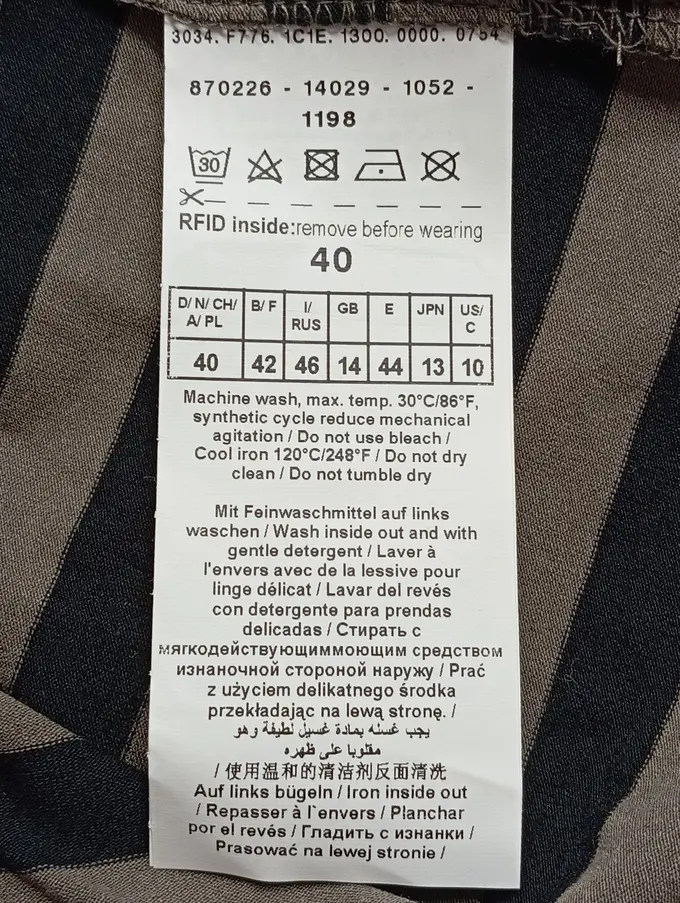 3034. F776. 1C1E. 1300. 0000. 0754
870226 - 14029 - 1052 -
1198
30
RFID inside:remove before wearing
40
D/ N/ CH/ A/ PL B/ F I/ RUS GB E JPN US/ C
40 42 46 14 44 13 10
Machine wash, max. temp. 30°C/86°F,
synthetic cycle reduce mechanical
agitation / Do not use bleach /
Cool iron 120°C/248°F / Do not dry
clean / Do not tumble dry
Mit Feinwaschmittel auf links
waschen / Wash inside out and with
gentle detergent / Laver à
l'envers avec de la lessive pour
linge délicat / Lavar del revés
con detergente para prendas
delicadas / Стирать с
мягкодействующиммоющим средством
изнаночной стороной наружу / Prać
z użyciem delikatnego środka
przekładając na lewą stronę. /
يجب غسله بمادة غسيل لطيفة وهو
مقلوبا على ظهره
/ 使用温和的清洁剂反面清洗
Auf links bügeln / Iron inside out
/ Repasser à l`envers / Planchar
por el revés / Гладить с изнанки /
Prasować na lewej stronie /